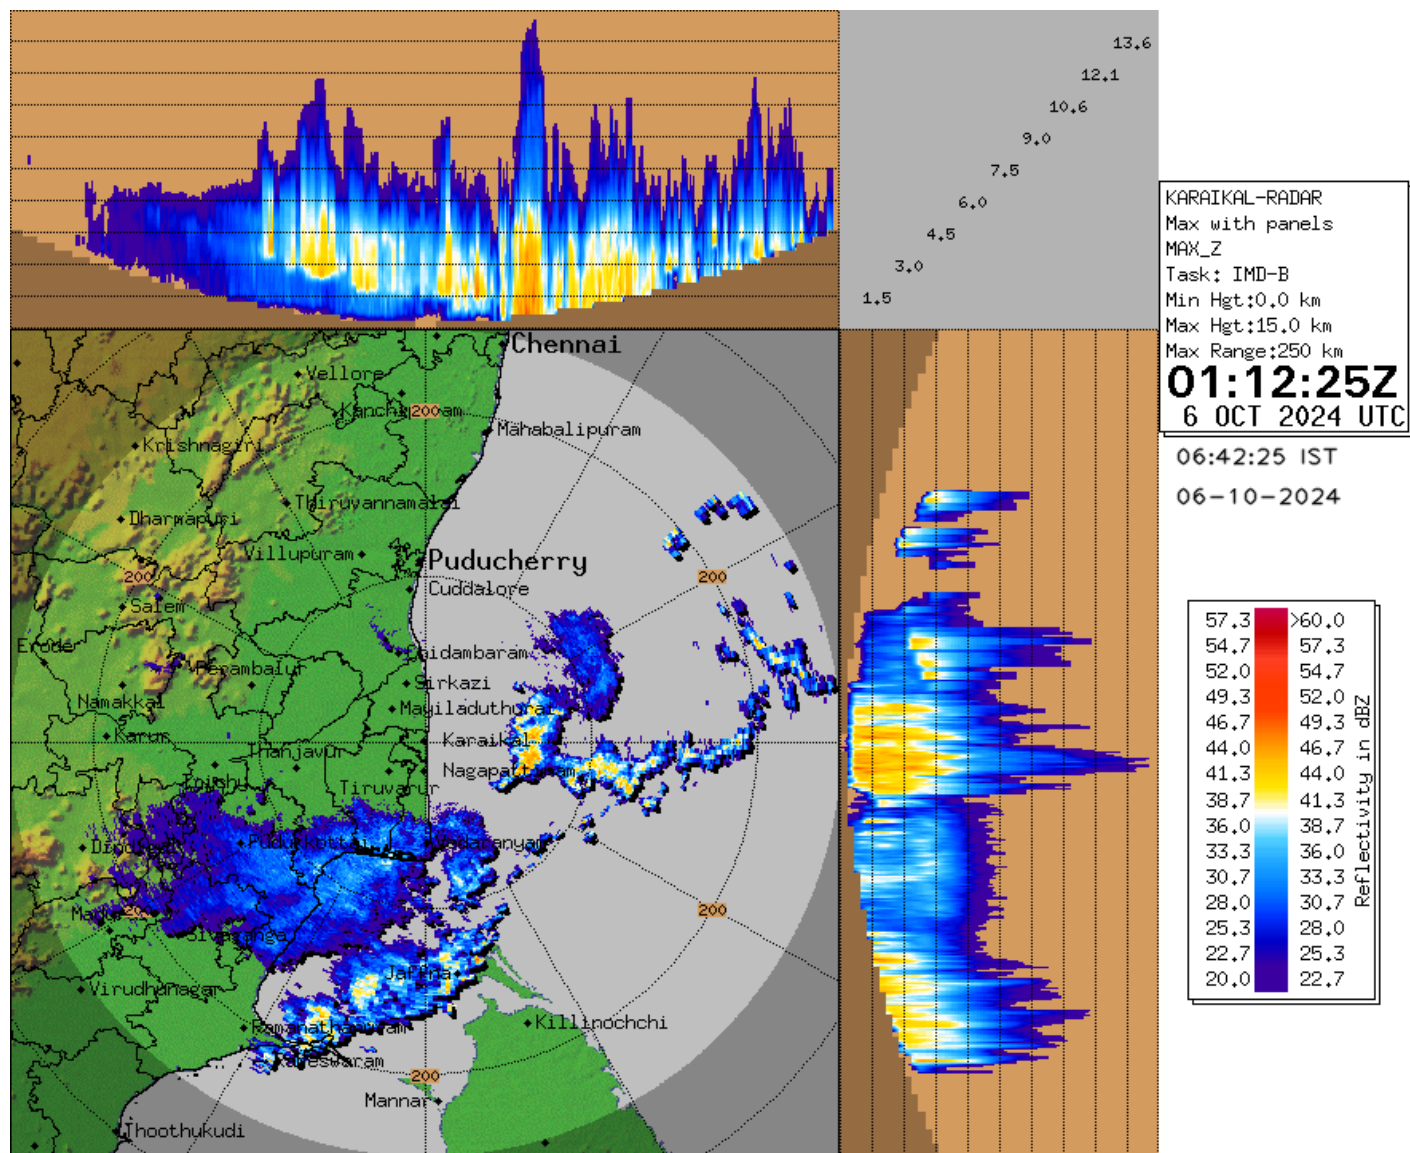 13.6
12.1
10.6
9.0
7.5
6.0
4.5
3.0
1.5
KARAIKAL-RADAR
Max with panels
MAX_Z
Task: IMD-B
Min Hgt:0.0 km
Max Hgt:15.0 km
Max Range:250 km
01:12:25Z
6 OCT 2024 UTC
06:42:25 IST
06-10-2024
Chennai
Vellore
200
Mahabalipuram
Krishnagiri
Thiruvannamalai
Dharmapuri
Villupuram
Puducherry
200
200
Cuddalore
Salem
Erode
Chidambaram
Perambalur
Sirkazi
Namakkal
Mayiladuthurai
Karur
Karaikal
Thanjavur
Nagapattinam
Tiruvarur
Pudukkottai
Vedaranyam
200
Sivaganga
Jaffna
Virudhunagar
Ramanathapuram
Killinochchi
200
Mannar
Thoothukudi
57.3 >60.0
54.7 57.3
52.0 54.7
49.3 52.0
46.7 49.3
44.0 46.7
41.3 44.0
38.7 41.3
36.0 38.7
33.3 36.0
30.7 33.3
28.0 30.7
25.3 28.0
22.7 25.3
20.0 22.7
Reflectivity in dBZ